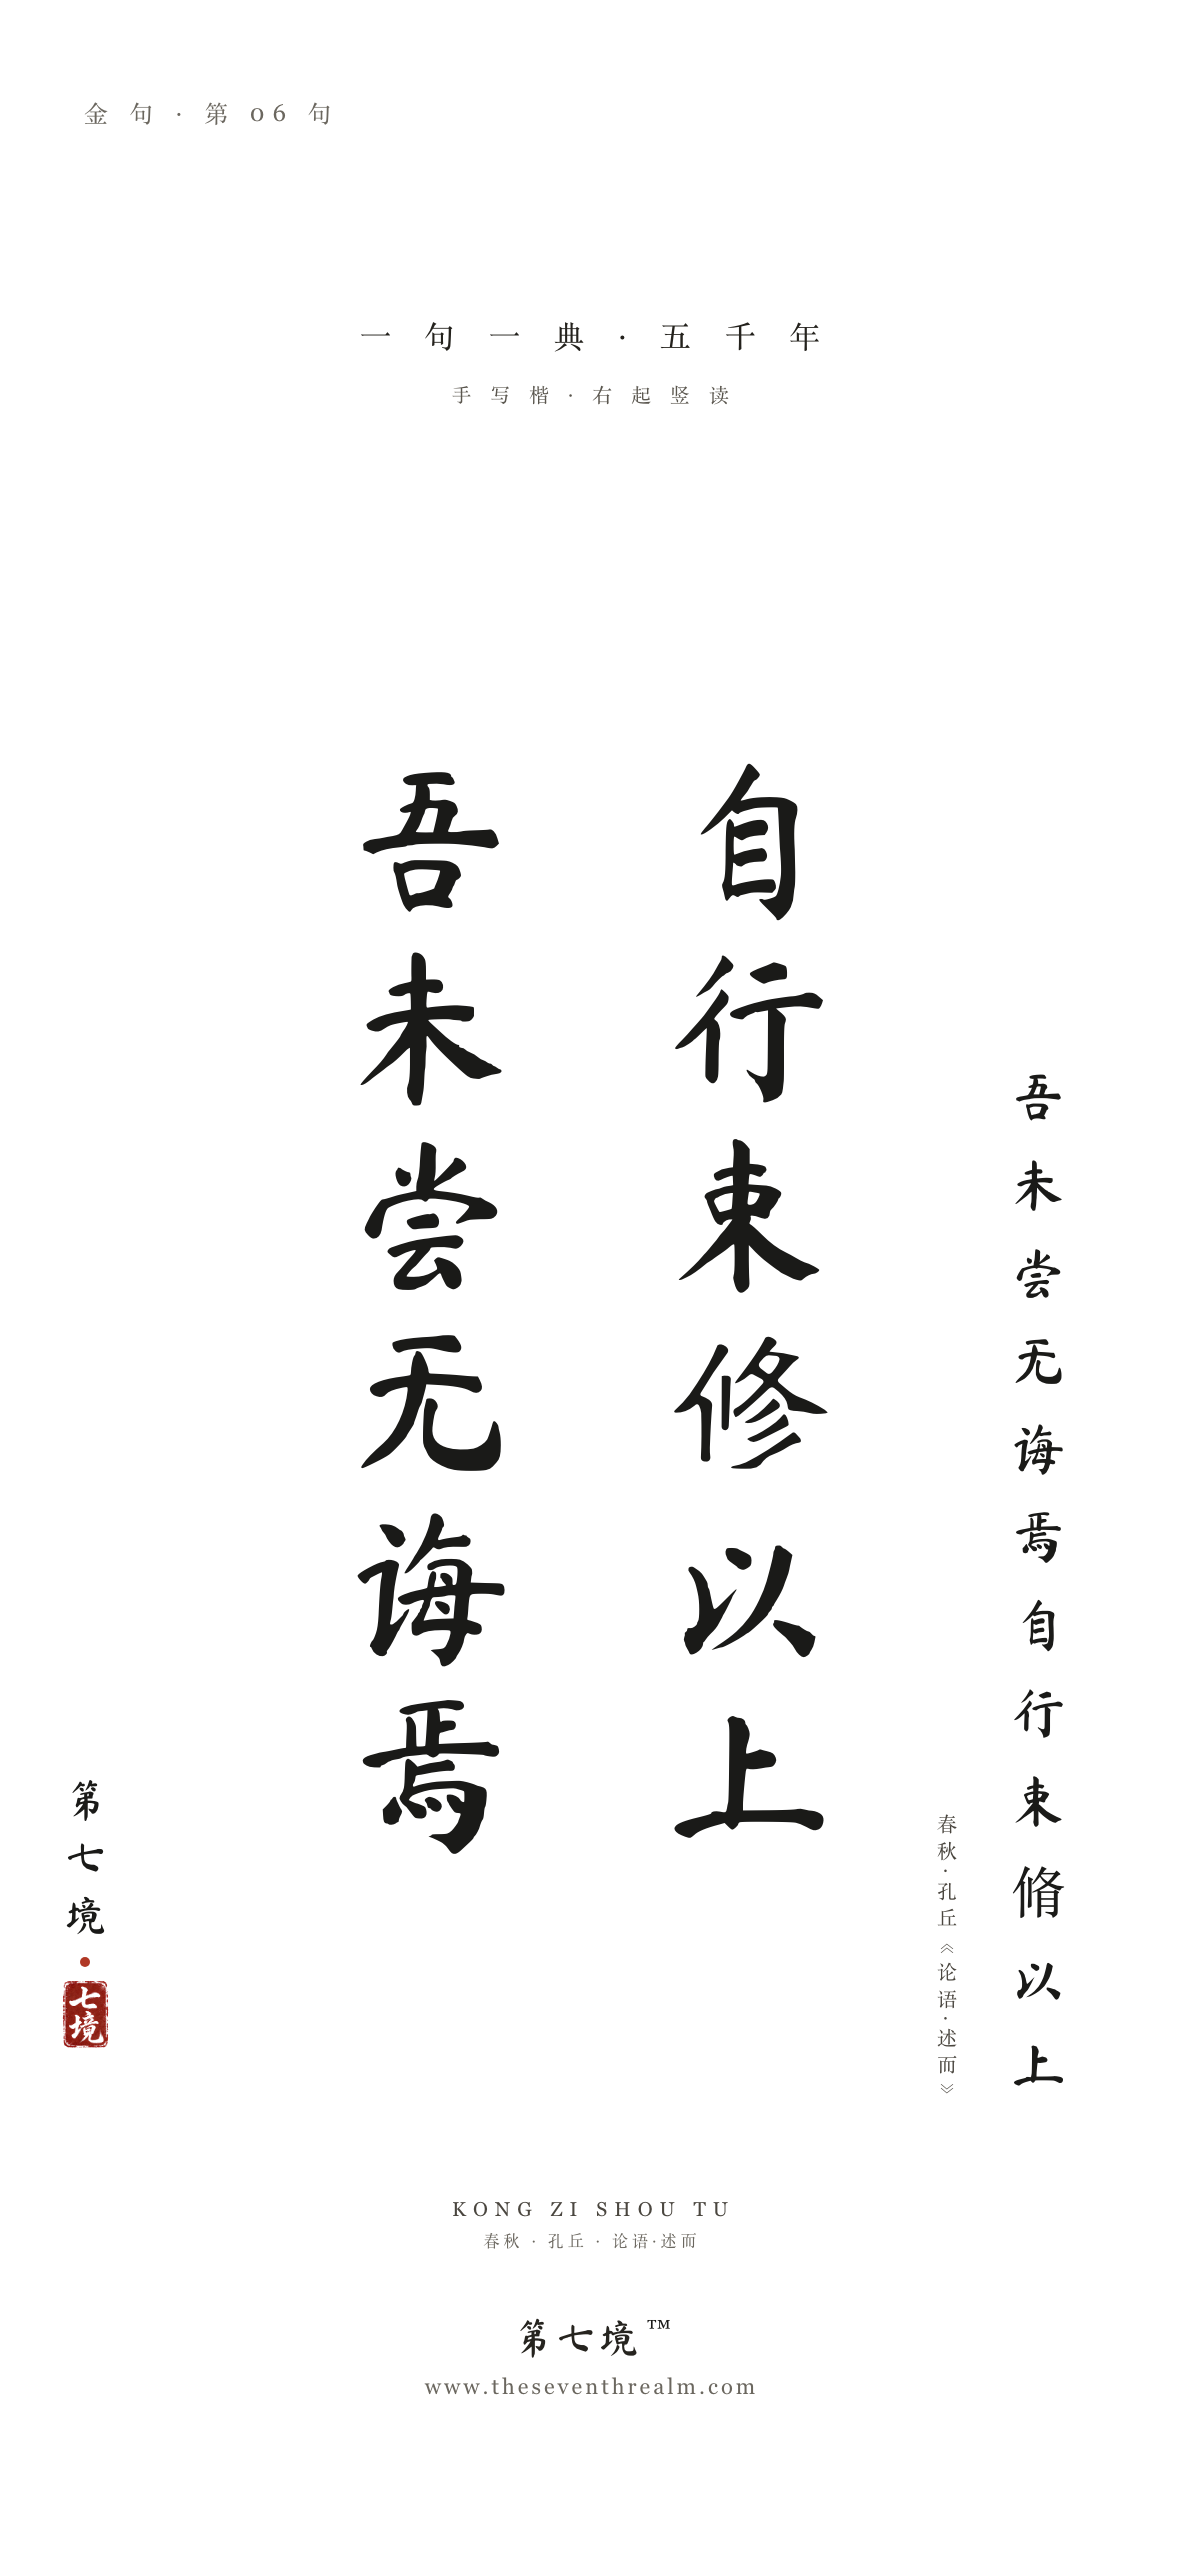 金句·第06句
一句一典·五千年
手写楷·右起竖读
自行束修以上
吾未尝无诲焉
吾未尝无诲焉自行束脩以上
春秋·孔丘《论语·述而》
第七境
七境
KONG ZI SHOU TU
春秋·孔丘·论语·述而
第七境™
www.theseventhrealm.com